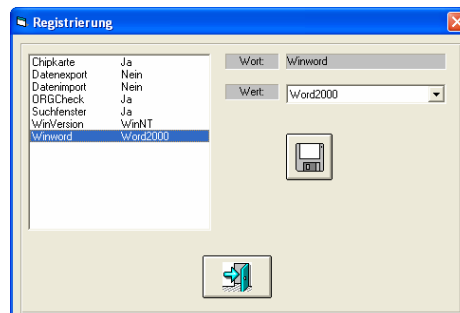 Registrierung
Chipkarte Ja
Datenexport Nein
Datenimport Nein
ORGCheck Ja
Suchfenster Ja
WinVersion WinNT
Winword Word2000
Wort: Winword
Wert: Word2000